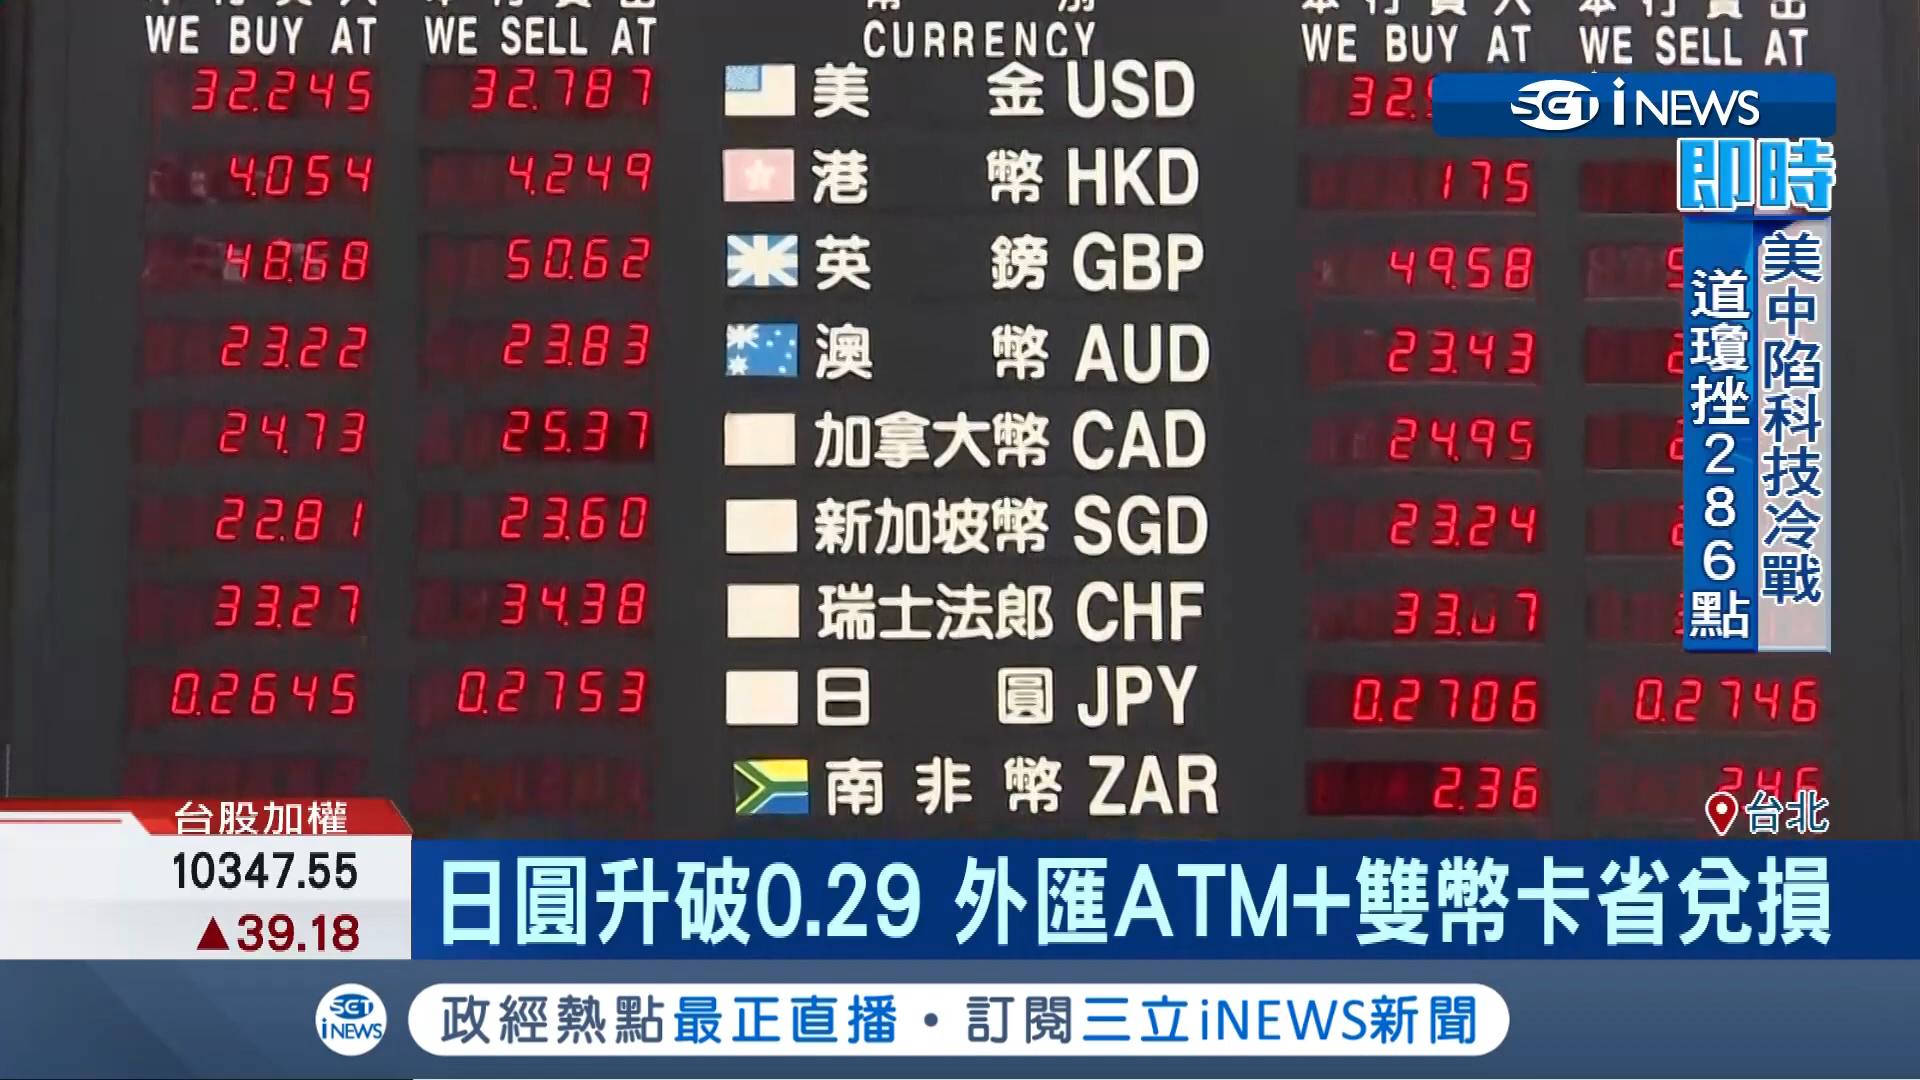 WE BUY AT WE SELL AT CURRENCY WE BUY AT WE SELL AT
32.245 32.787 美金 USD
4.054 4.249 港幣 HKD 175
48.68 50.62 英鎊 GBP 49.58
23.22 23.83 澳幣 AUD 23.43
24.73 25.37 加拿大幣 CAD 24.95
22.81 23.60 新加坡幣 SGD 23.24
33.27 34.38 瑞士法郎 CHF
0.2645 0.2753 日圓 JPY 0.2706 0.2746
南非幣 ZAR 2.36 2.46
SET iNEWS
即時
美中陷科技冷戰
道瓊挫286點
台北
台股加權
10347.55
▲39.18
日圓升破0.29 外匯ATM+雙幣卡省兌損
SET iNEWS
政經熱點最正直播・訂閱三立iNEWS新聞